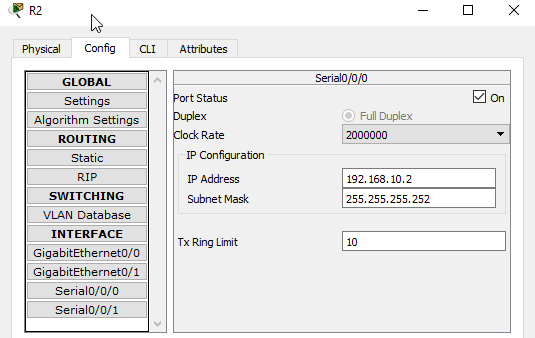 R2
Physical Config CLI Attributes
GLOBAL
Settings
Algorithm Settings
ROUTING
Static
RIP
SWITCHING
VLAN Database
INTERFACE
GigabitEthernet0/0
GigabitEthernet0/1
Serial0/0/0
Serial0/0/1
Serial0/0/0
Port Status On
Duplex Full Duplex
Clock Rate 2000000
IP Configuration
IP Address 192.168.10.2
Subnet Mask 255.255.255.252
Tx Ring Limit 10